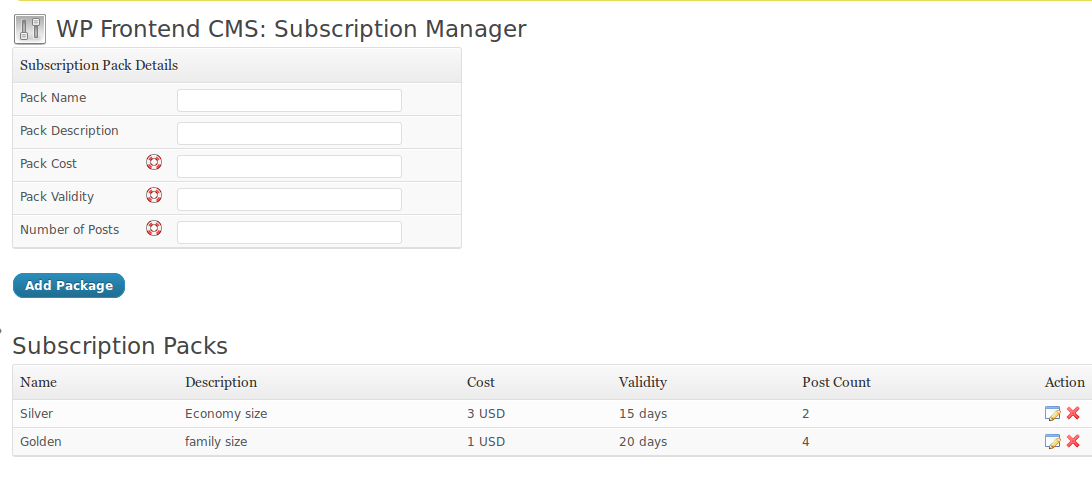 WP Frontend CMS: Subscription Manager
Subscription Pack Details
Pack Name
Pack Description
Pack Cost
Pack Validity
Number of Posts
Add Package
Subscription Packs
Name Description Cost Validity Post Count Action
Silver Economy size 3 USD 15 days 2
Golden family size 1 USD 20 days 4